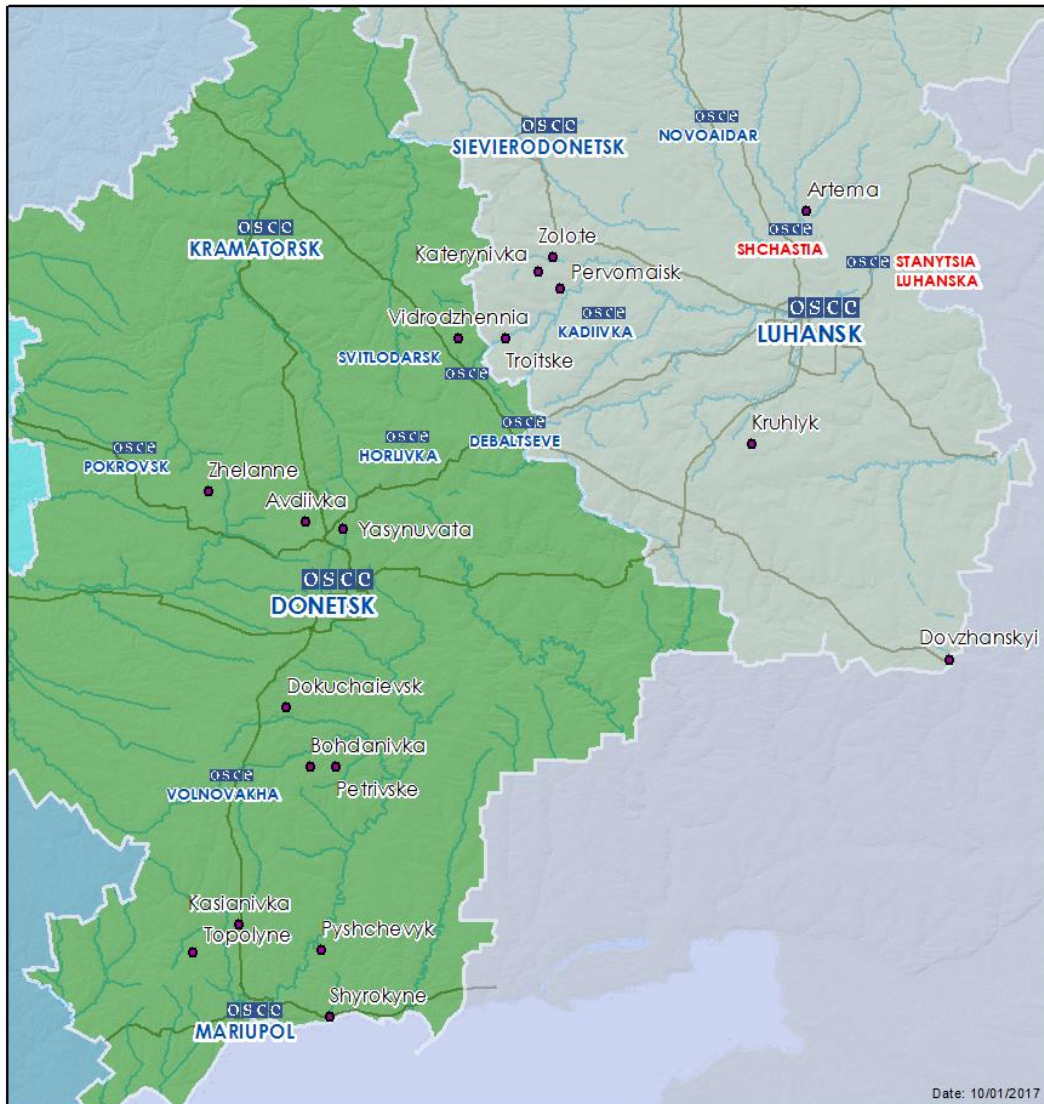 OSCE
SIEVIERODONETSK
OSCE
NOVOAIDAR
Artema
OSCE
SHCHASTIA
OSCE
KRAMATORSK
Zolote
Katerynivka
Pervomaisk
OSCE
STANYTSIA
LUHANSKA
OSCE
KADIIVKA
OSCE
LUHANSK
Vidrodzhennia
SVITLODARSK
OSCE
Troitske
OSCE
DEBALTSEVE
OSCE
HORLIVKA
OSCE
POKROVSK
Kruhlyk
Zhelanne
Avdiivka
Yasynuvata
OSCE
DONETSK
Dovzhanskyi
Dokuchaievsk
Bohdanivka
Petrivske
OSCE
VOLNOVAKHA
Kasianivka
Topolyne
Pyshchevyk
Shyrokyne
OSCE
MARIUPOL
Date: 10/01/2017